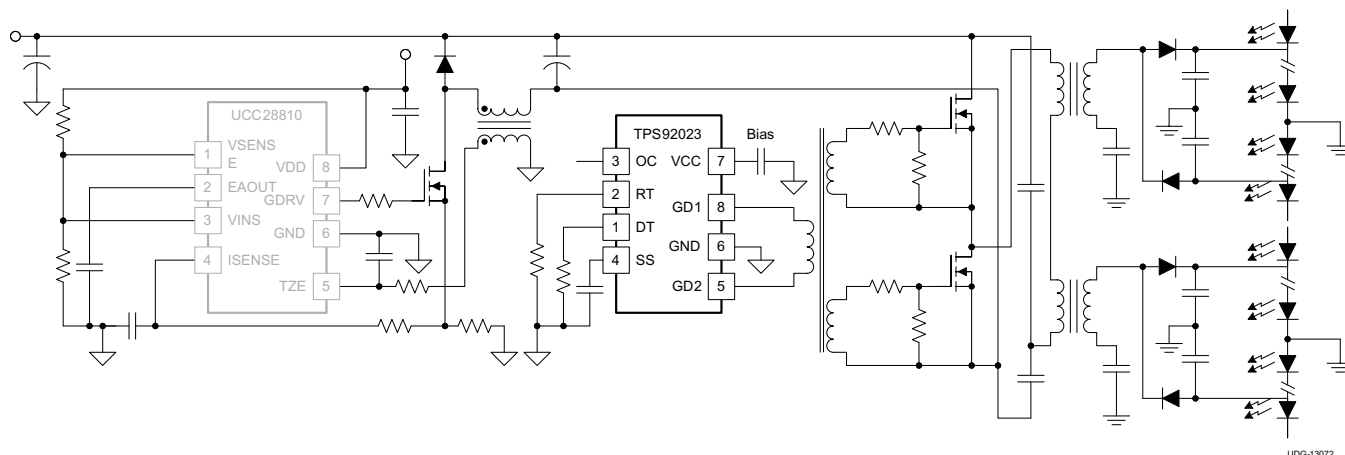 UCC28810
1 VSENS
E
2 EAOUT
3 VINS
4 ISENSE
VDD 8
GDRV 7
GND 6
TZE 5
TPS92023
3 OC
2 RT
1 DT
4 SS
VCC 7
GD1 8
GND 6
GD2 5
Bias
UDG-13072